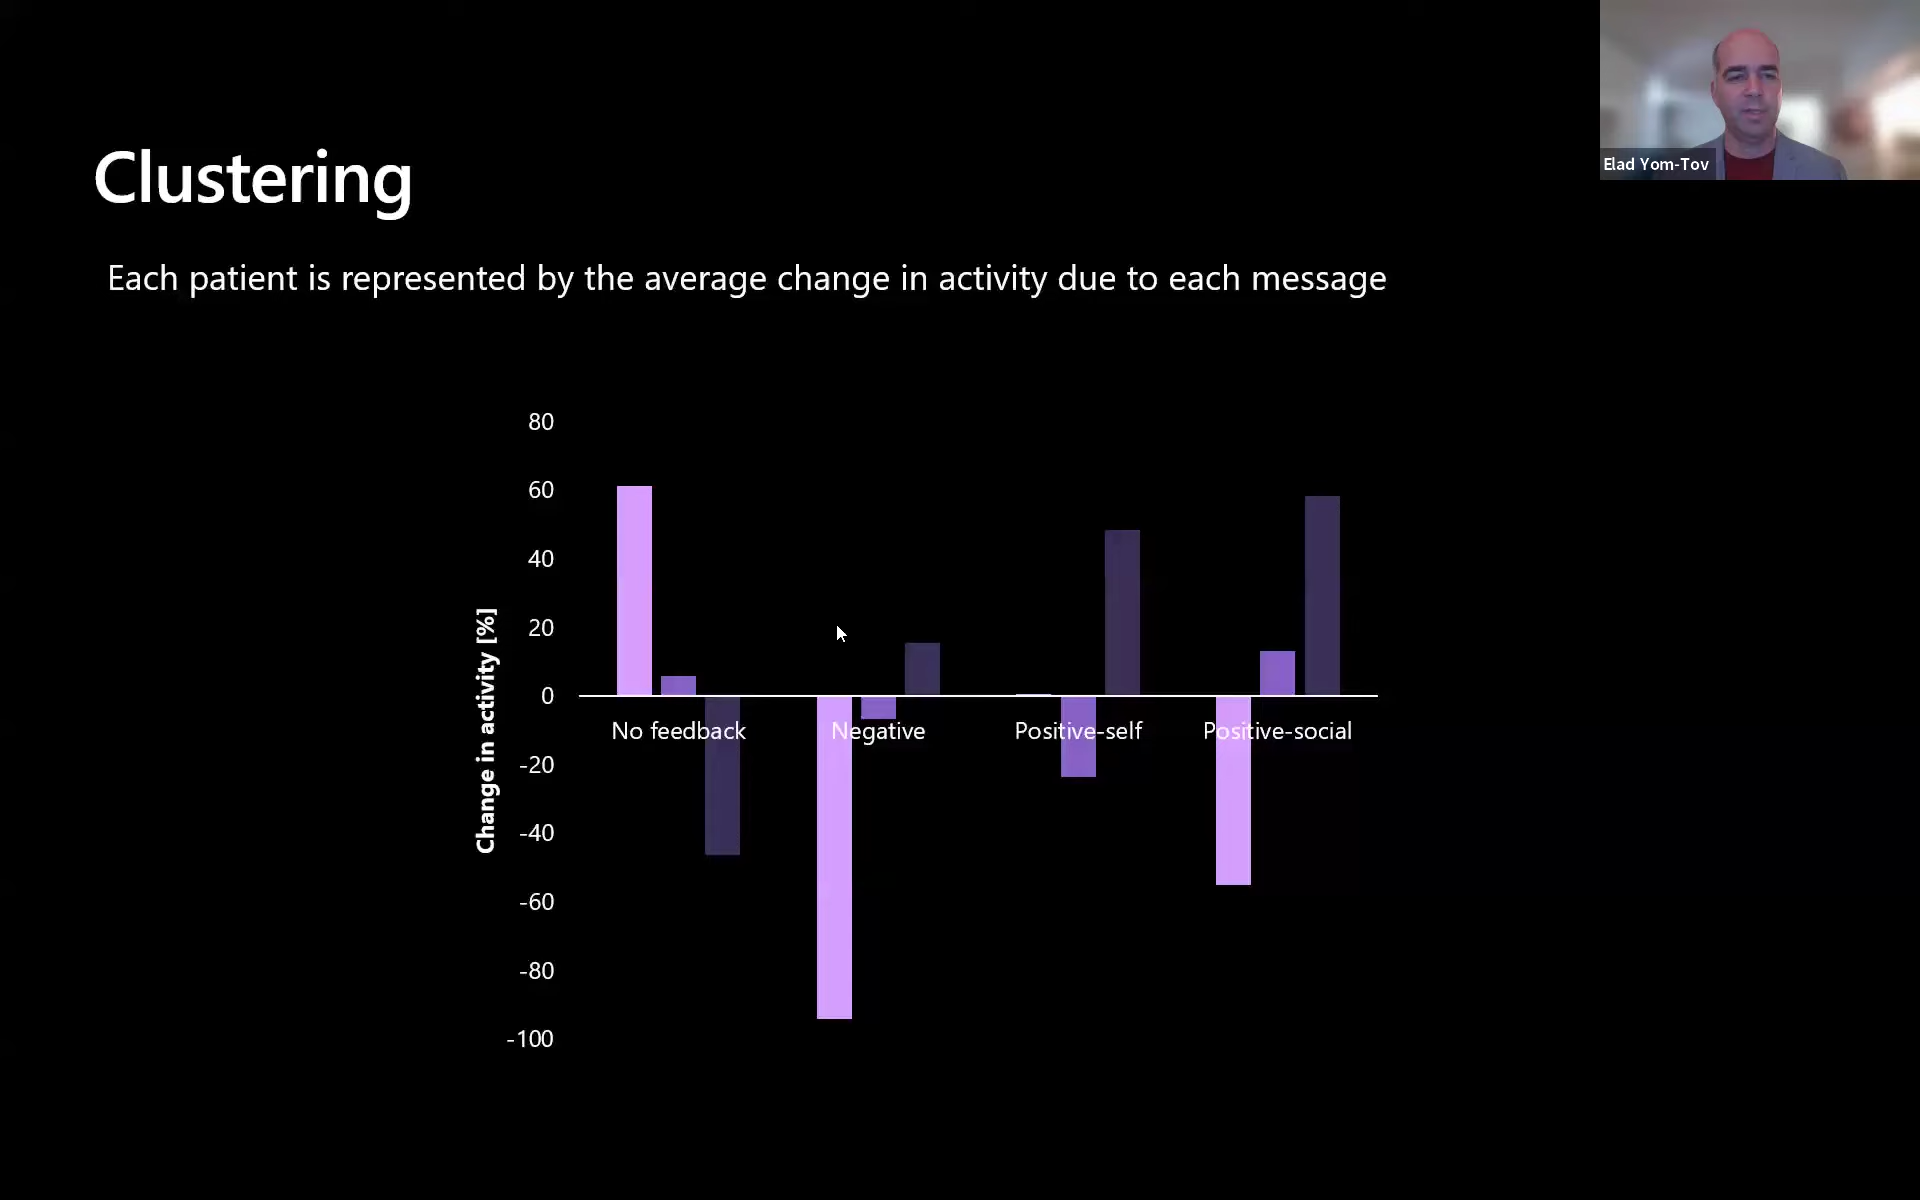 Elad Yom-Tov
Clustering
Each patient is represented by the average change in activity due to each message
Change in activity [%]
80
60
40
20
0
-20
-40
-60
-80
-100
No feedback
Negative
Positive-self
Positive-social